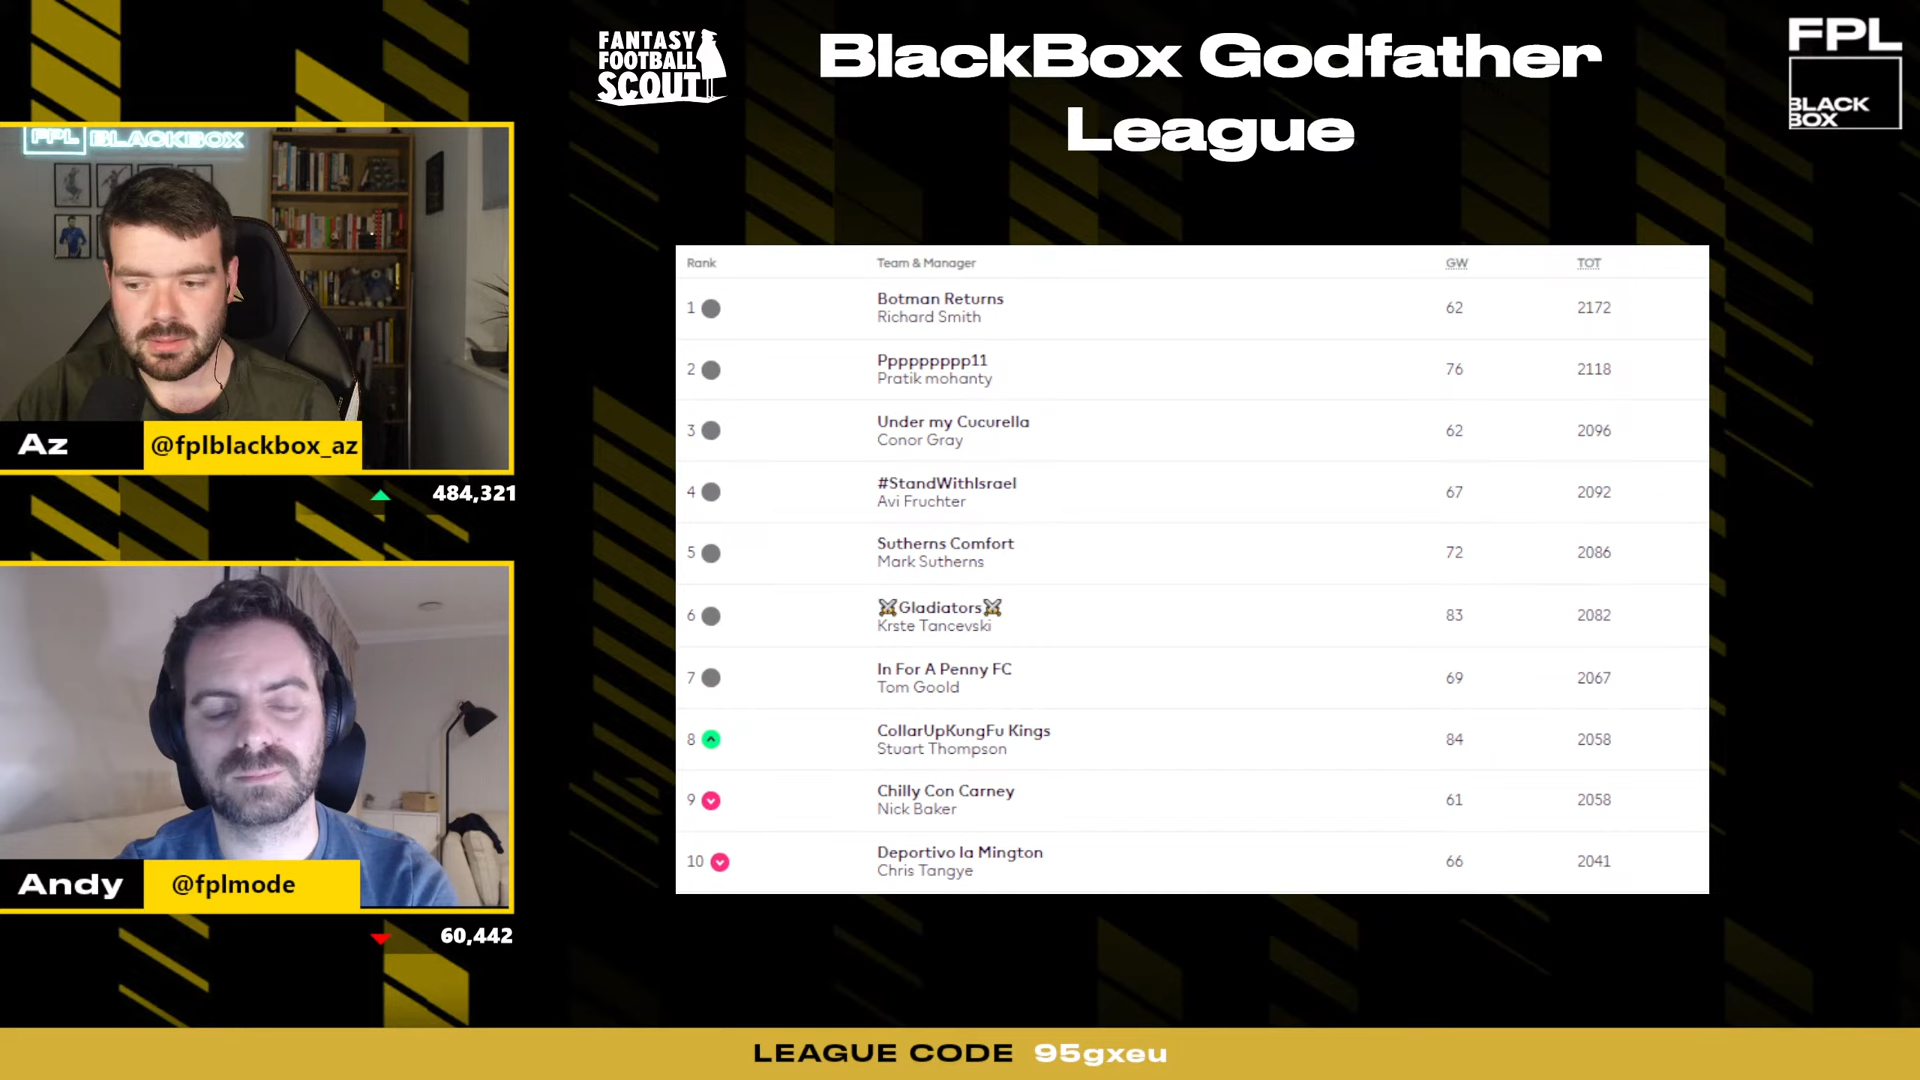 FANTASY
FOOTBALL
SCOUT
BlackBox Godfather
League
FPL
BLACK
BOX
FPL BLACKBOX
Az
@fplblackbox_az
484,321
Andy
@fplmode
60,442
Rank Team & Manager GW TOT
1 Botman Returns 62 2172
Richard Smith
2 Ppppppppp11 76 2118
Pratik mohanty
3 Under my Cucurella 62 2096
Conor Gray
4 #StandWithIsrael 67 2092
Avi Fruchter
5 Sutherns Comfort 72 2086
Mark Sutherns
6 ⚔️Gladiators⚔️ 83 2082
Krste Tancevski
7 In For A Penny FC 69 2067
Tom Goold
8 CollarUpKungFu Kings 84 2058
Stuart Thompson
9 Chilly Con Carney 61 2058
Nick Baker
10 Deportivo la Mington 66 2041
Chris Tangye
LEAGUE CODE 95gxeu